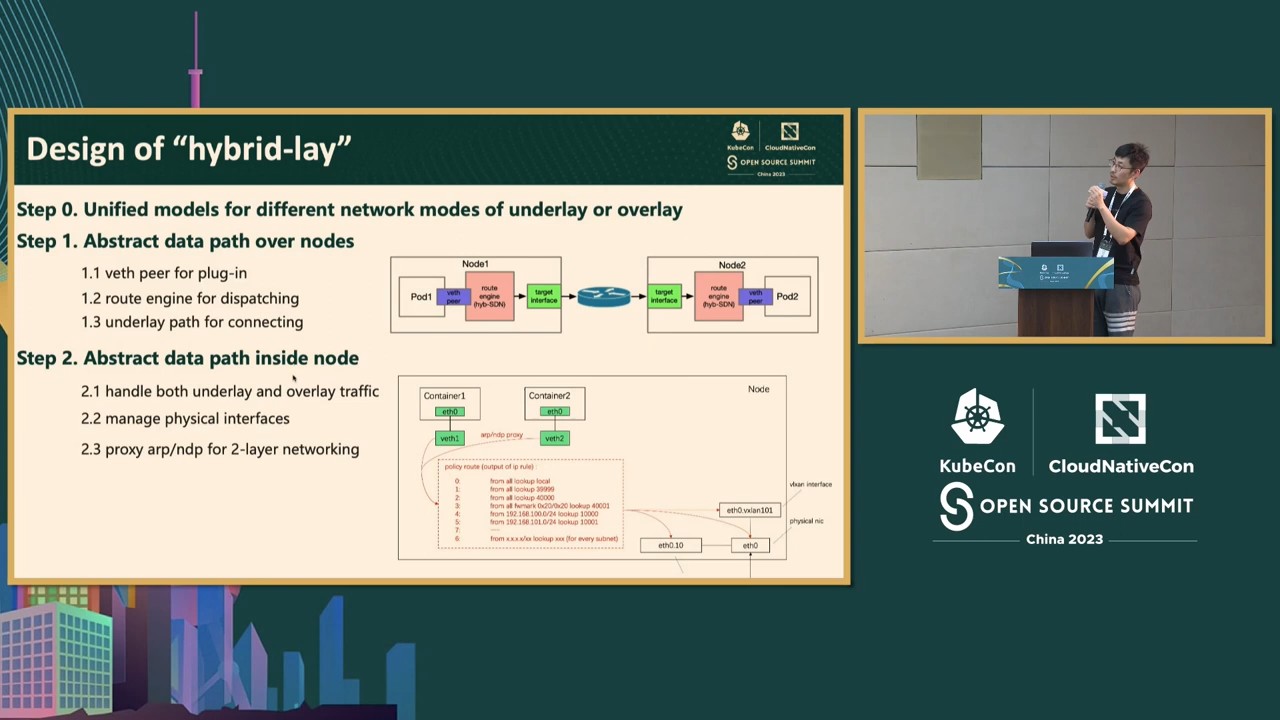 Design of “hybrid-lay”
KubeCon
CloudNativeCon
OPEN SOURCE SUMMIT
China 2023
Step 0. Unified models for different network modes of underlay or overlay
Step 1. Abstract data path over nodes
1.1 veth peer for plug-in
1.2 route engine for dispatching
1.3 underlay path for connecting
Node1
Pod1
veth
peer
route
engine
(hyb-SDN)
target
interface
Node2
target
interface
route
engine
(hyb-SDN)
veth
peer
Pod2
Step 2. Abstract data path inside node
2.1 handle both underlay and overlay traffic
2.2 manage physical interfaces
2.3 proxy arp/ndp for 2-layer networking
Node
Container1
eth0
veth1
Container2
eth0
veth2
arp/ndp proxy
policy route (output of ip rule) :
0: from all lookup local
1: from all lookup 39999
2: from all lookup 40000
3: from all fwmark 0x20/0x20 lookup 40001
4: from 192.168.100.0/24 lookup 10000
5: from 192.168.101.0/24 lookup 10001
7: ......
6: from x.x.x.x/xx lookup xxx (for every subnet)
vlxan interface
eth0.vxlan101
physical nic
eth0.10
eth0
KubeCon
CloudNativeCon
OPEN SOURCE SUMMIT
China 2023